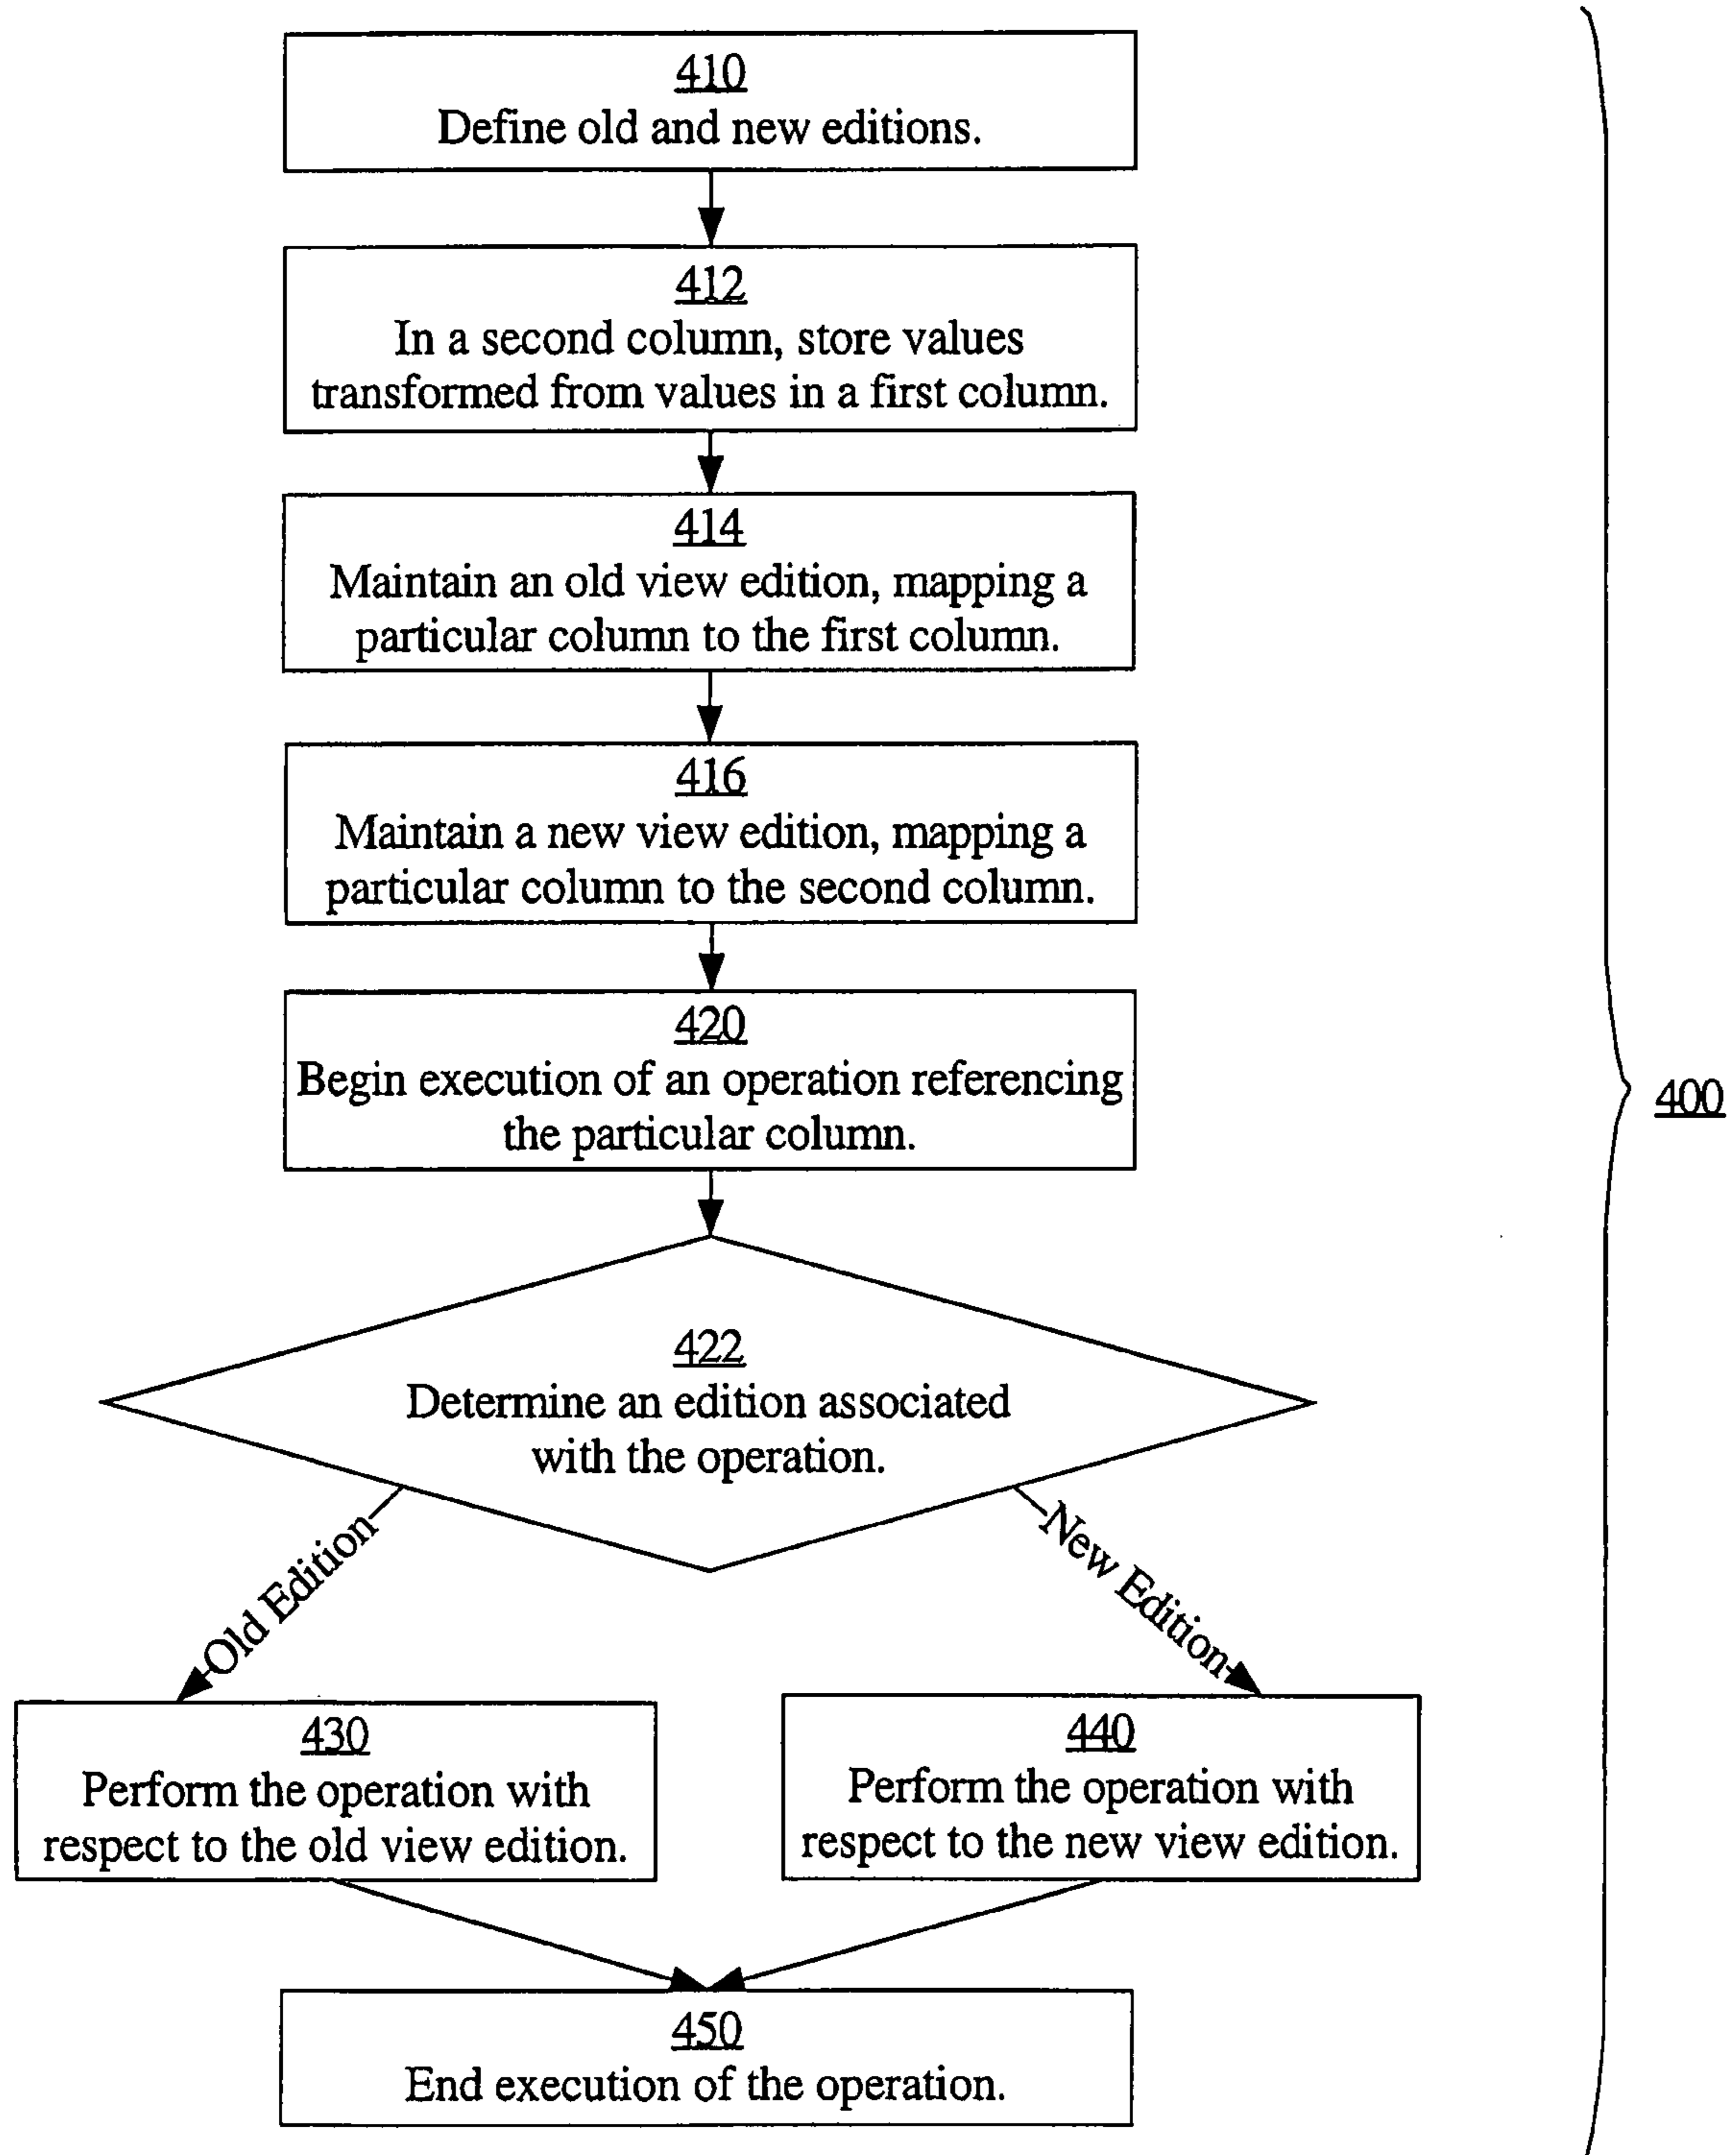 410
Define old and new editions.
412
In a second column, store values
transformed from values in a first column.
414
Maintain an old view edition, mapping a
particular column to the first column.
416
Maintain a new view edition, mapping a
particular column to the second column.
420
Begin execution of an operation referencing
the particular column.
400
422
Determine an edition associated
with the operation.
Old Edition
New Edition
430
Perform the operation with
respect to the old view edition.
440
Perform the operation with
respect to the new view edition.
450
End execution of the operation.